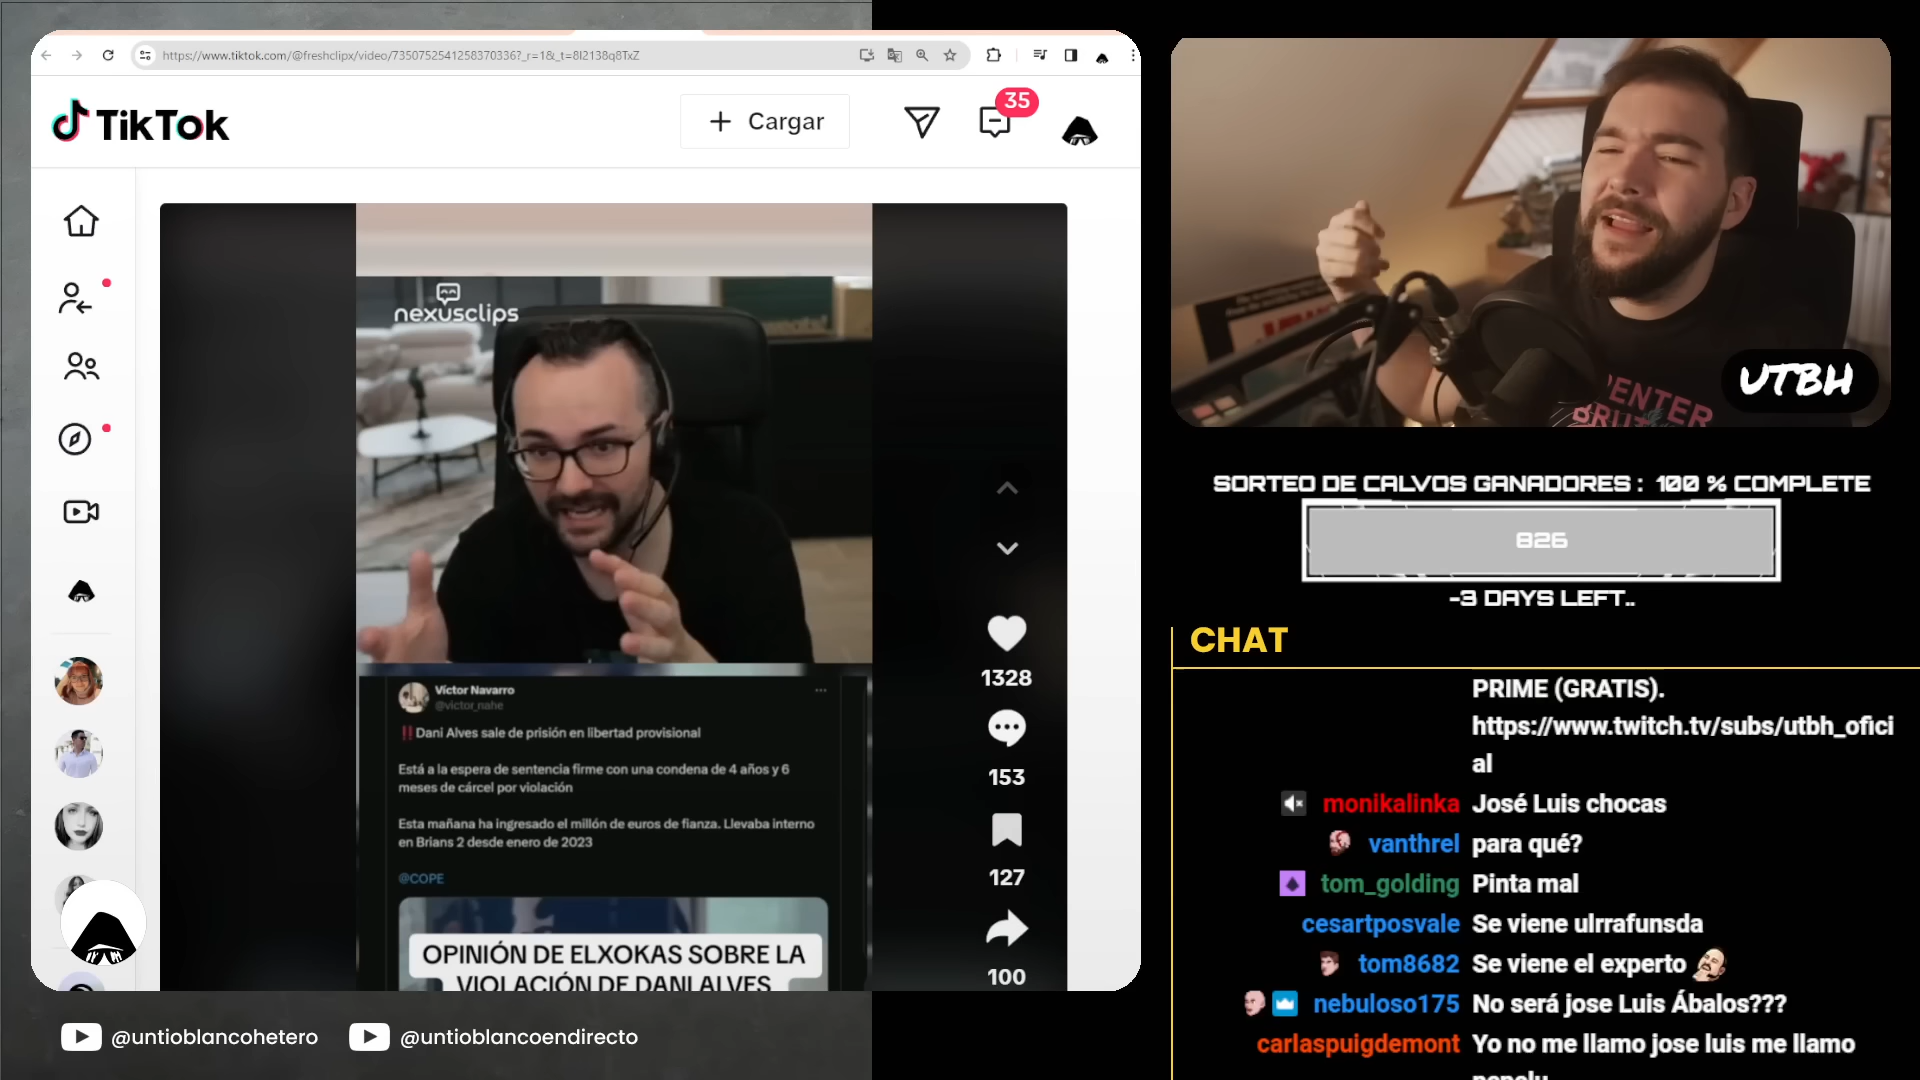 https://www.tiktok.com/@freshclipx/video/7350752541258370336?_r=1&_t=8l2138q8TxZ
TikTok
Cargar
35
nexusclips
Víctor Navarro
@victor_nahe
‼️Dani Alves sale de prisión en libertad provisional
Está a la espera de sentencia firme con una condena de 4 años y 6
meses de cárcel por violación
Esta mañana ha ingresado el millón de euros de fianza. Llevaba interno
en Brians 2 desde enero de 2023
@COPE
OPINIÓN DE ELXOKAS SOBRE LA
VIOLACIÓN DE DANI ALVES
1328
153
127
100
@untioblancohetero
@untioblancoendirecto
UTBH
SORTEO DE CALVOS GANADORES : 100 % COMPLETE
826
-3 DAYS LEFT..
CHAT
PRIME (GRATIS).
https://www.twitch.tv/subs/utbh_ofici
al
monikalinka José Luis chocas
vanthrel para qué?
tom_golding Pinta mal
cesartposvale Se viene ulrrafunsda
tom8682 Se viene el experto
nebuloso175 No será jose Luis Ábalos???
carlaspuigdemont Yo no me llamo jose luis me llamo